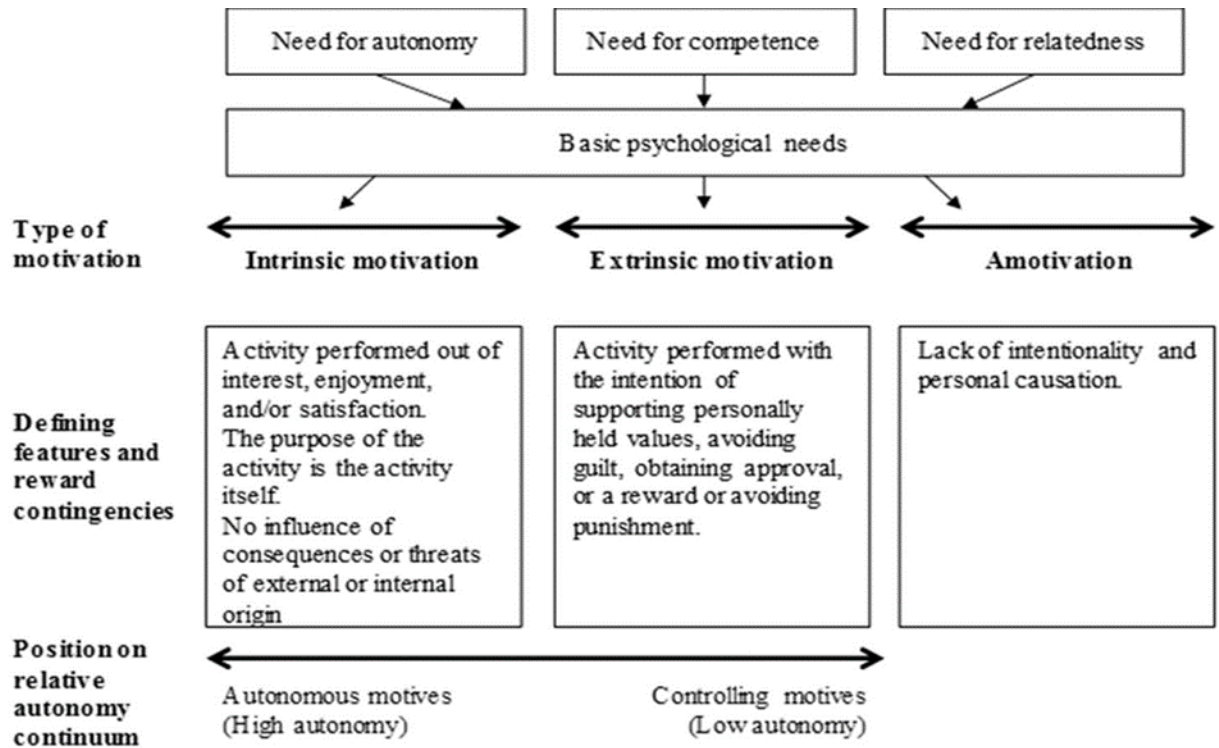 Need for autonomy
Need for competence
Need for relatedness
Basic psychological needs
Type of
motivation
Intrinsic motivation
Extrinsic motivation
Amotivation
Defining
features and
reward
contingencies
Activity performed out of
interest, enjoyment,
and/or satisfaction.
The purpose of the
activity is the activity
itself.
No influence of
consequences or threats
of external or internal
origin
Activity performed with
the intention of
supporting personally
held values, avoiding
guilt, obtaining approval,
or a reward or avoiding
punishment.
Lack of intentionality and
personal causation.
Position on
relative
autonomy
continuum
Autonomous motives
(High autonomy)
Controlling motives
(Low autonomy)